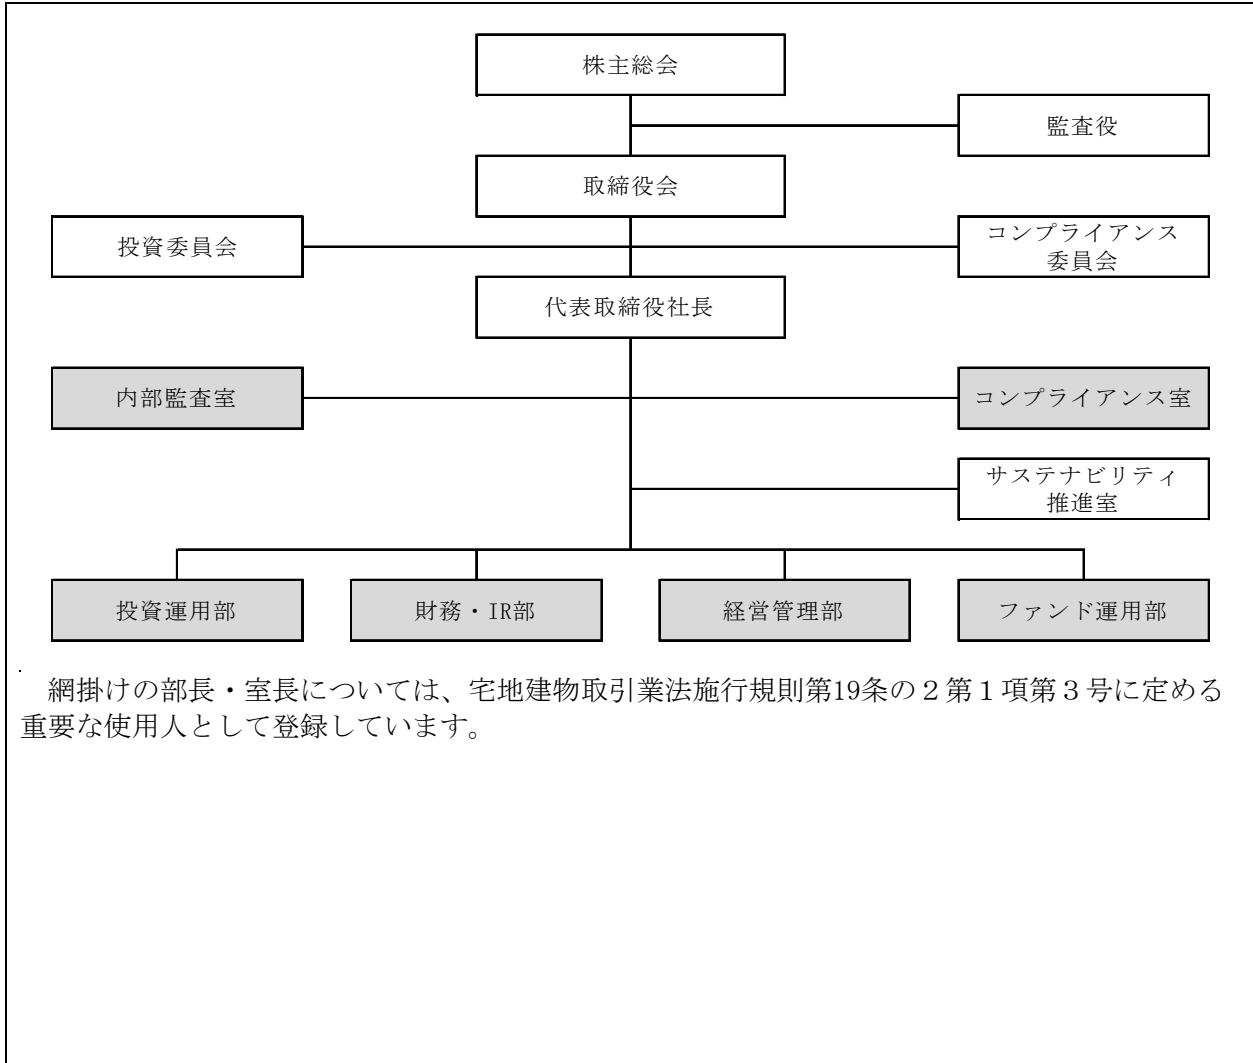 株主総会
監査役
取締役会
投資委員会
コンプライアンス
委員会
代表取締役社長
内部監査室
コンプライアンス室
サステナビリティ
推進室
投資運用部
財務・IR部
経営管理部
ファンド運用部
網掛けの部長・室長については、宅地建物取引業法施行規則第19条の２第１項第３号に定める
重要な使用人として登録しています。